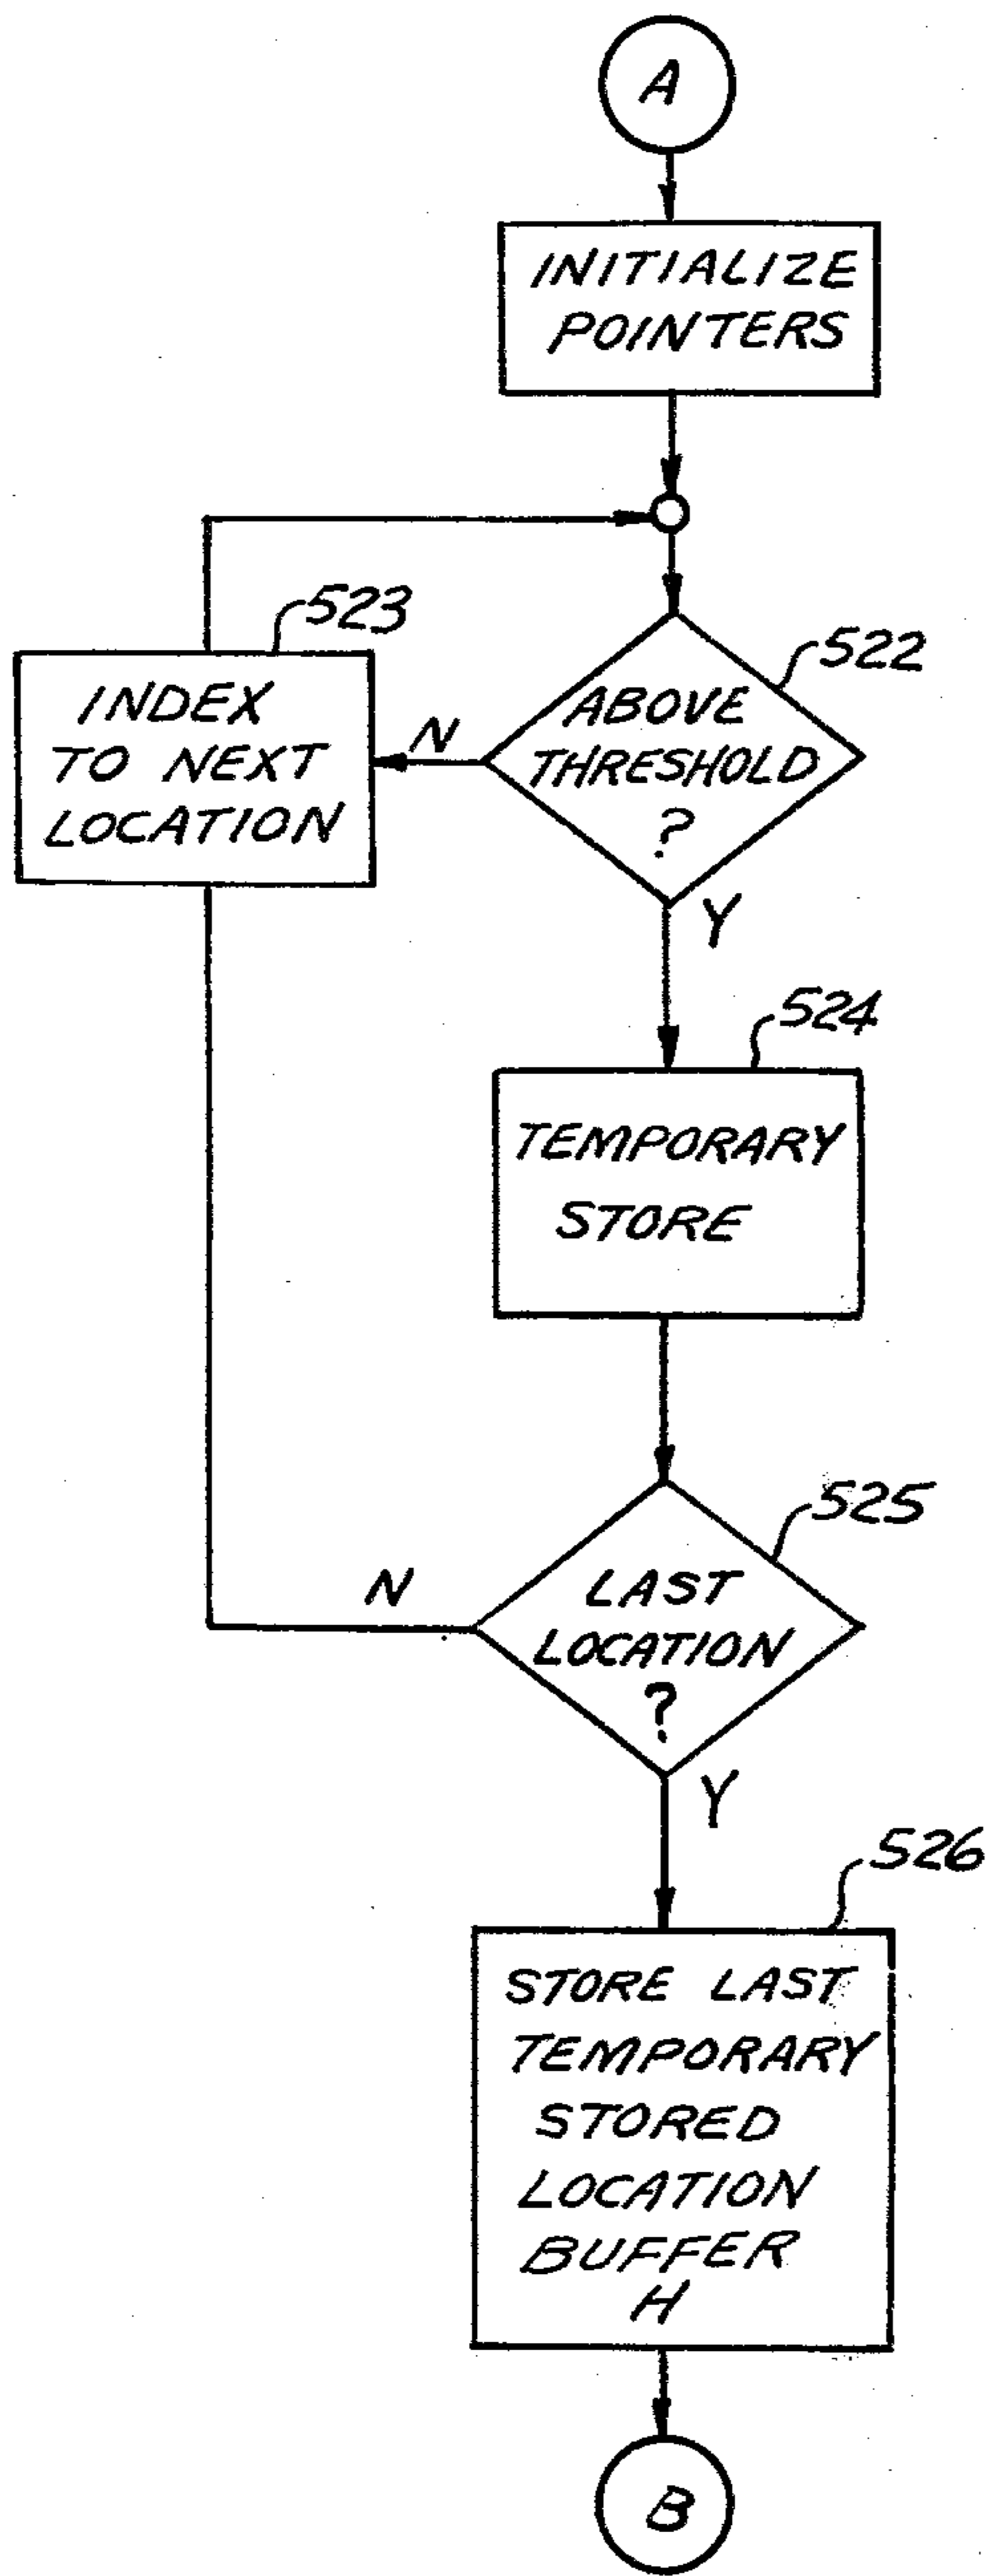 A
INITIALIZE
POINTERS
523
INDEX
TO NEXT
LOCATION
N
522
ABOVE
THRESHOLD
?
Y
524
TEMPORARY
STORE
525
N
LAST
LOCATION
?
Y
526
STORE LAST
TEMPORARY
STORED
LOCATION
BUFFER
H
B